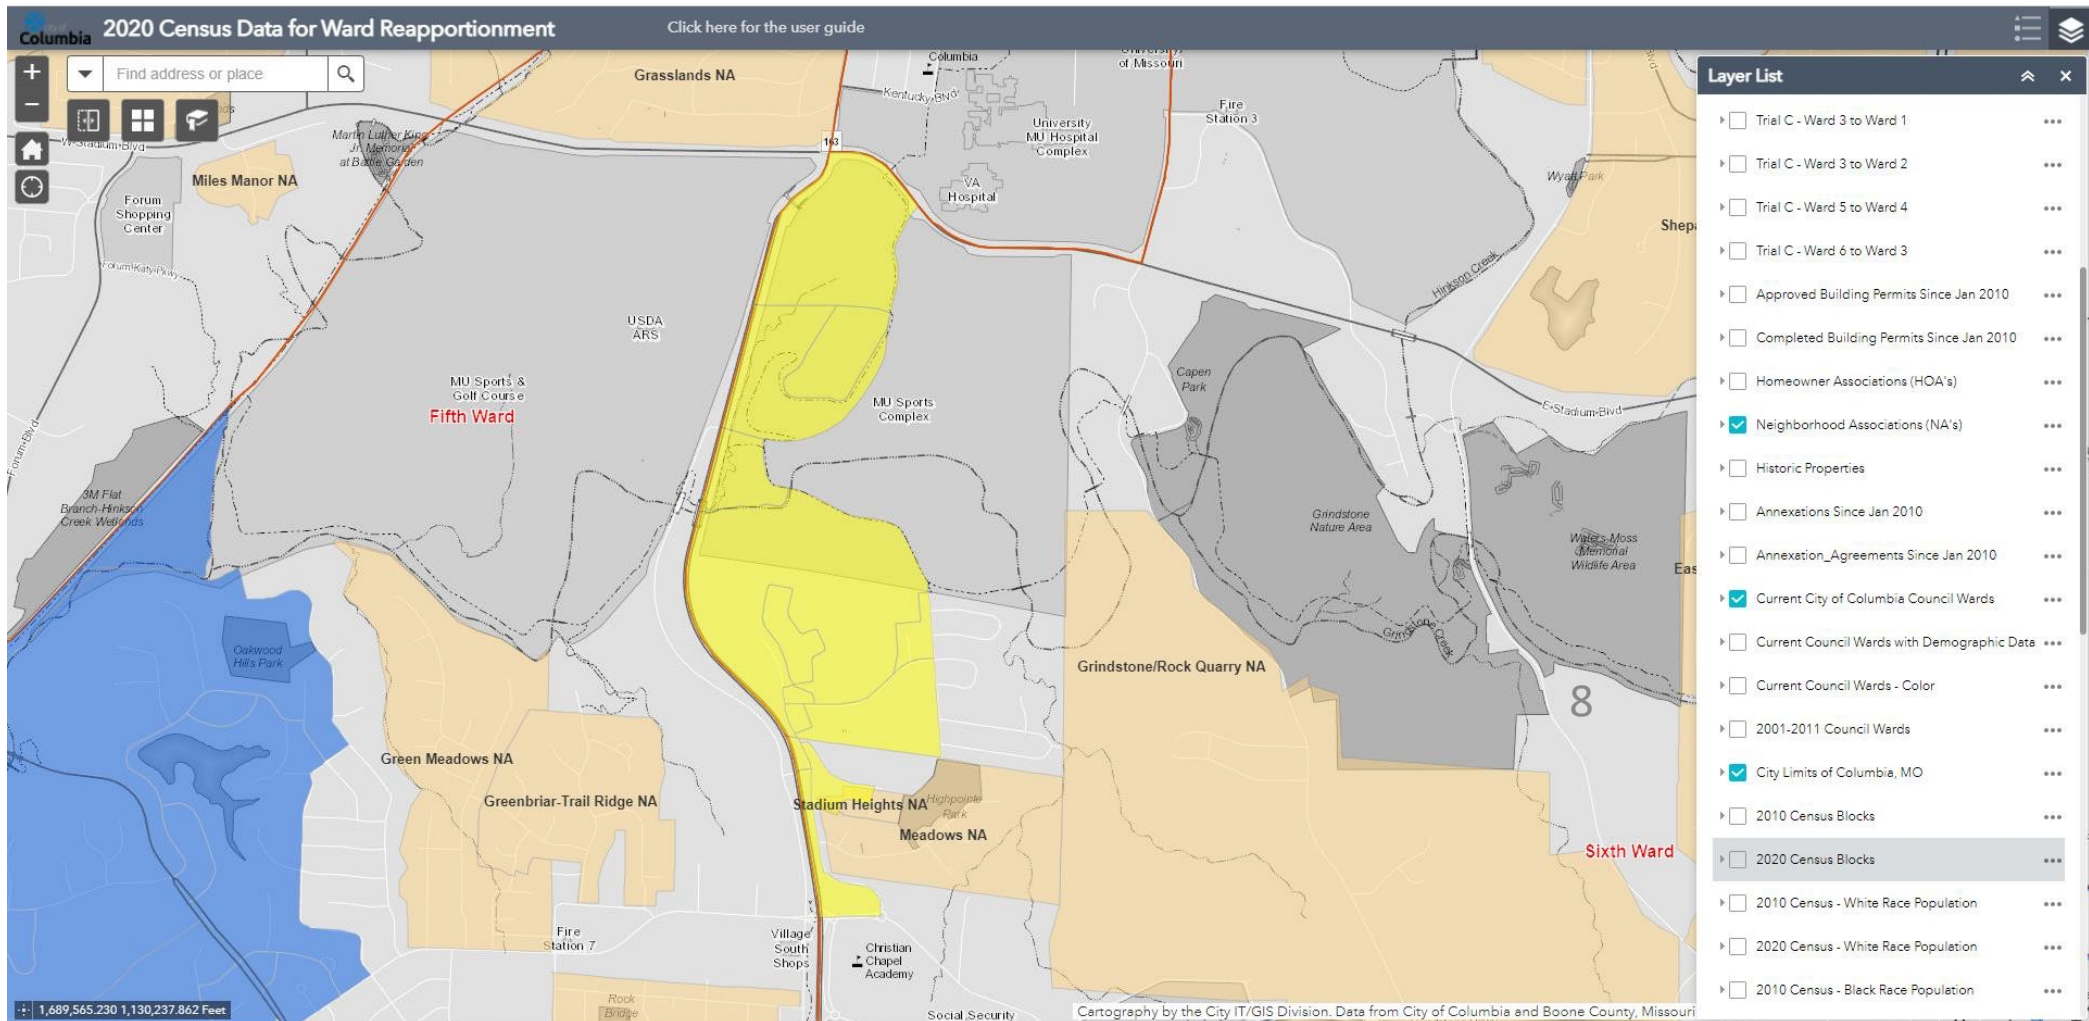 City of
Columbia
2020 Census Data for Ward Reapportionment
Click here for the user guide
Find address or place
Layer List
Trial C - Ward 3 to Ward 1
Trial C - Ward 3 to Ward 2
Trial C - Ward 5 to Ward 4
Trial C - Ward 6 to Ward 3
Approved Building Permits Since Jan 2010
Completed Building Permits Since Jan 2010
Homeowner Associations (HOA's)
Neighborhood Associations (NA's)
Historic Properties
Annexations Since Jan 2010
Annexation_Agreements Since Jan 2010
Current City of Columbia Council Wards
Current Council Wards with Demographic Data
Current Council Wards - Color
2001-2011 Council Wards
City Limits of Columbia, MO
2010 Census Blocks
2020 Census Blocks
2010 Census - White Race Population
2020 Census - White Race Population
2010 Census - Black Race Population
Grasslands NA
Columbia
University
of Missouri
Kentucky Blvd
University
MU Hospital
Complex
Fire
Station 3
Martin Luther King
Jr. Memorial
at Battle Garden
W Stadium Blvd
163
Miles Manor NA
VA
Hospital
Wyatt Park
Forum
Shopping
Center
Forum Katy Pkwy
Hinkson Creek
USDA
ARS
MU Sports &
Golf Course
Fifth Ward
MU Sports
Complex
Capen
Park
E Stadium Blvd
Forum Blvd
3M Flat
Branch-Hinkson
Creek Wetlands
Grindstone
Nature Area
Waters-Moss
Memorial
Wildlife Area
Oakwood
Hills Park
Grindstone Creek
Grindstone/Rock Quarry NA
8
Green Meadows NA
Greenbriar-Trail Ridge NA
Stadium Heights NA
Highpointe
Park
Meadows NA
Sixth Ward
Fire
Station 7
Village
South
Shops
Christian
Chapel
Academy
Rock
Bridge
Social Security
1,689,565.230 1,130,237.862 Feet
Cartography by the City IT/GIS Division. Data from City of Columbia and Boone County, Missouri